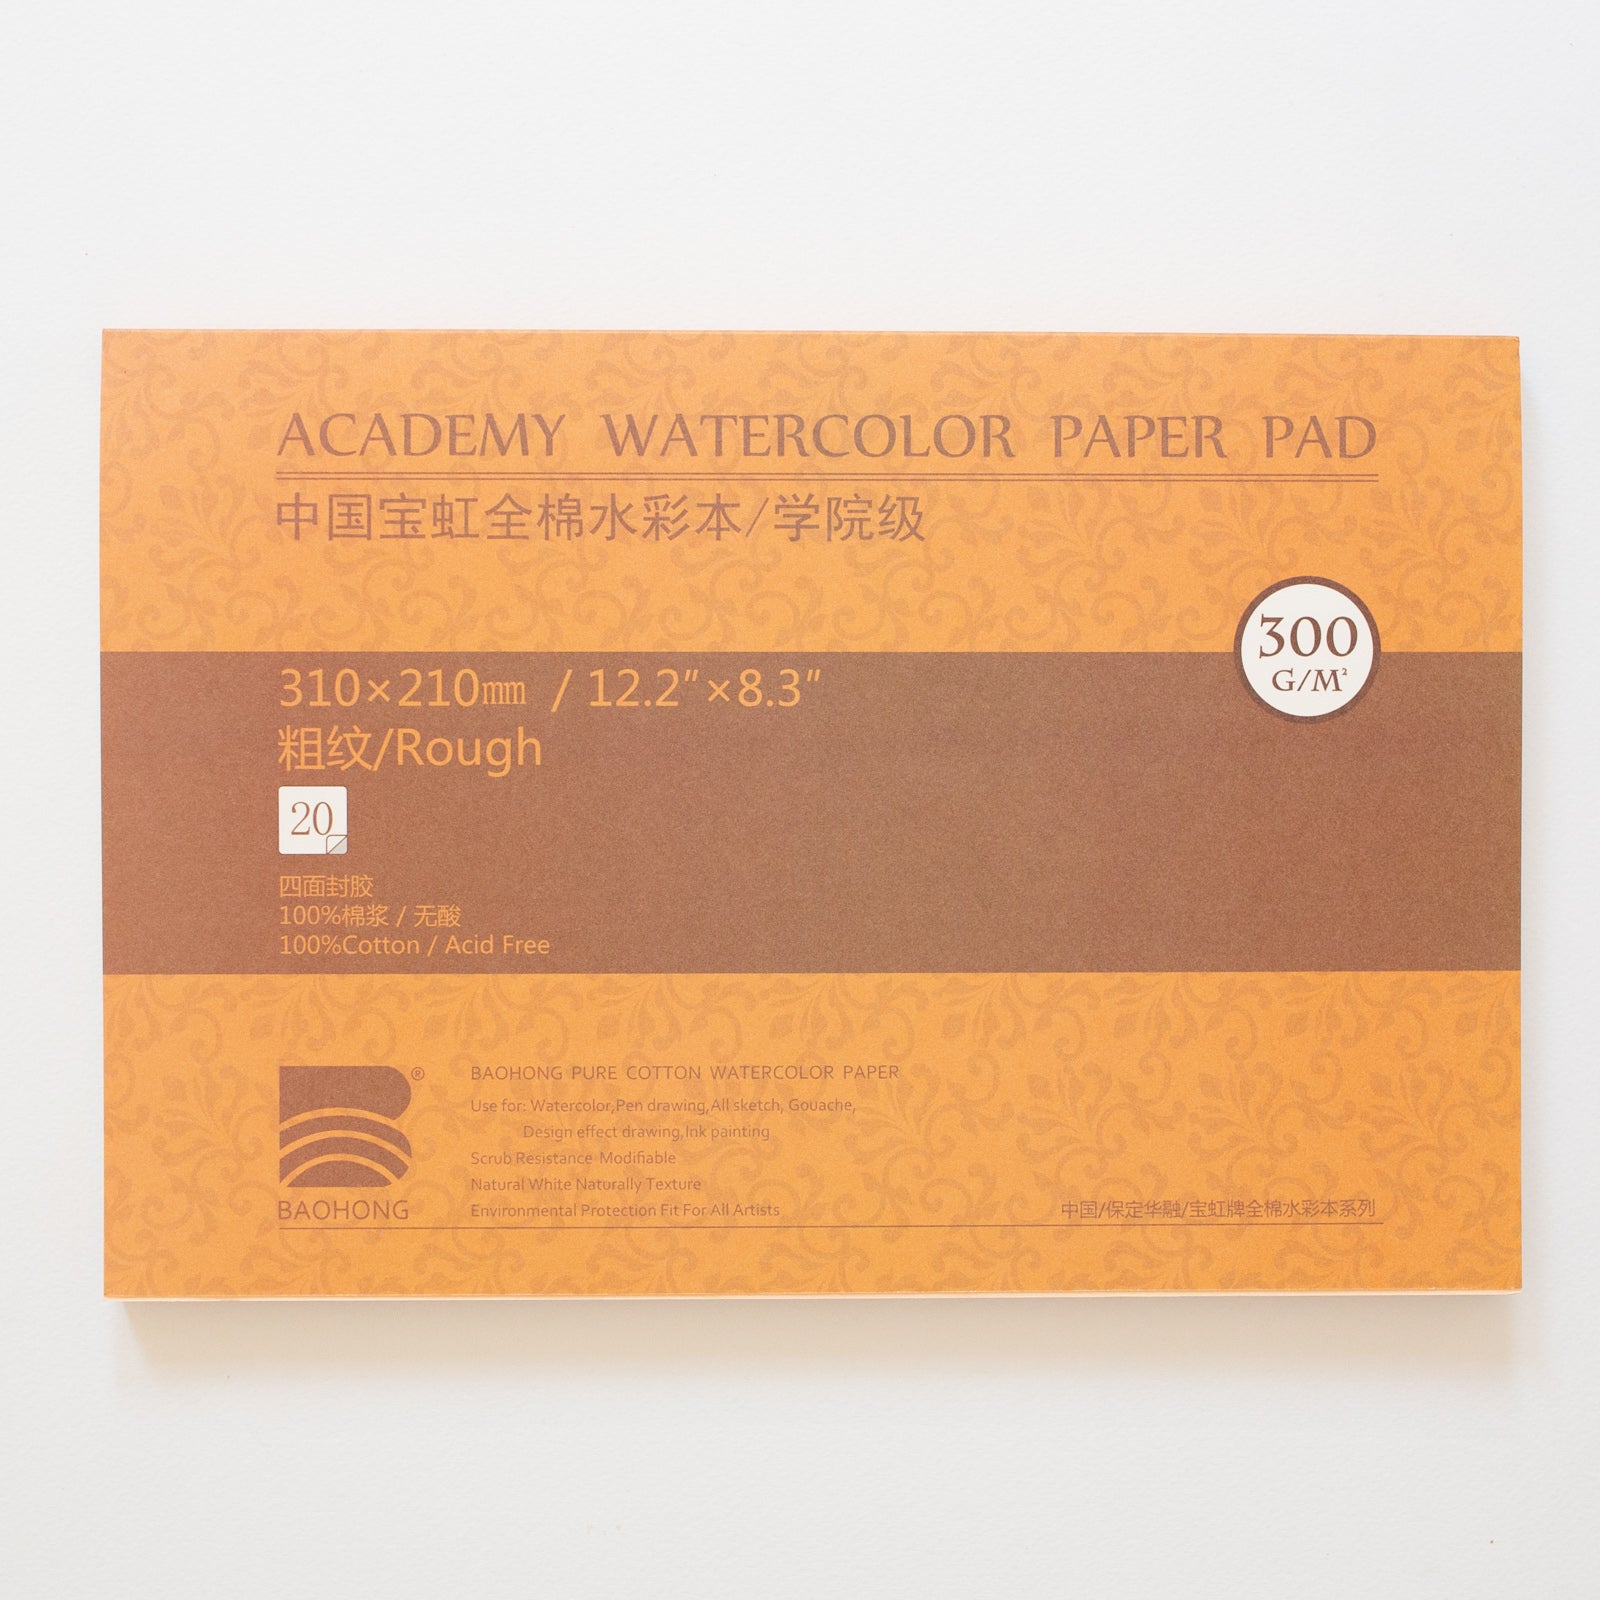 ACADEMY WATERCOLOR PAPER PAD
中国宝虹全棉水彩本/学院级
300
G/M²
310×210mm / 12.2"×8.3"
粗纹/Rough
20
四面封胶
100%棉浆 / 无酸
100%Cotton / Acid Free
®
BAOHONG
BAOHONG PURE COTTON WATERCOLOR PAPER
Use for: Watercolor,Pen drawing,All sketch, Gouache,
Design effect drawing,Ink painting
Scrub Resistance Modifiable
Natural White Naturally Texture
Environmental Protection Fit For All Artists
中国/保定华融/宝虹牌全棉水彩本系列